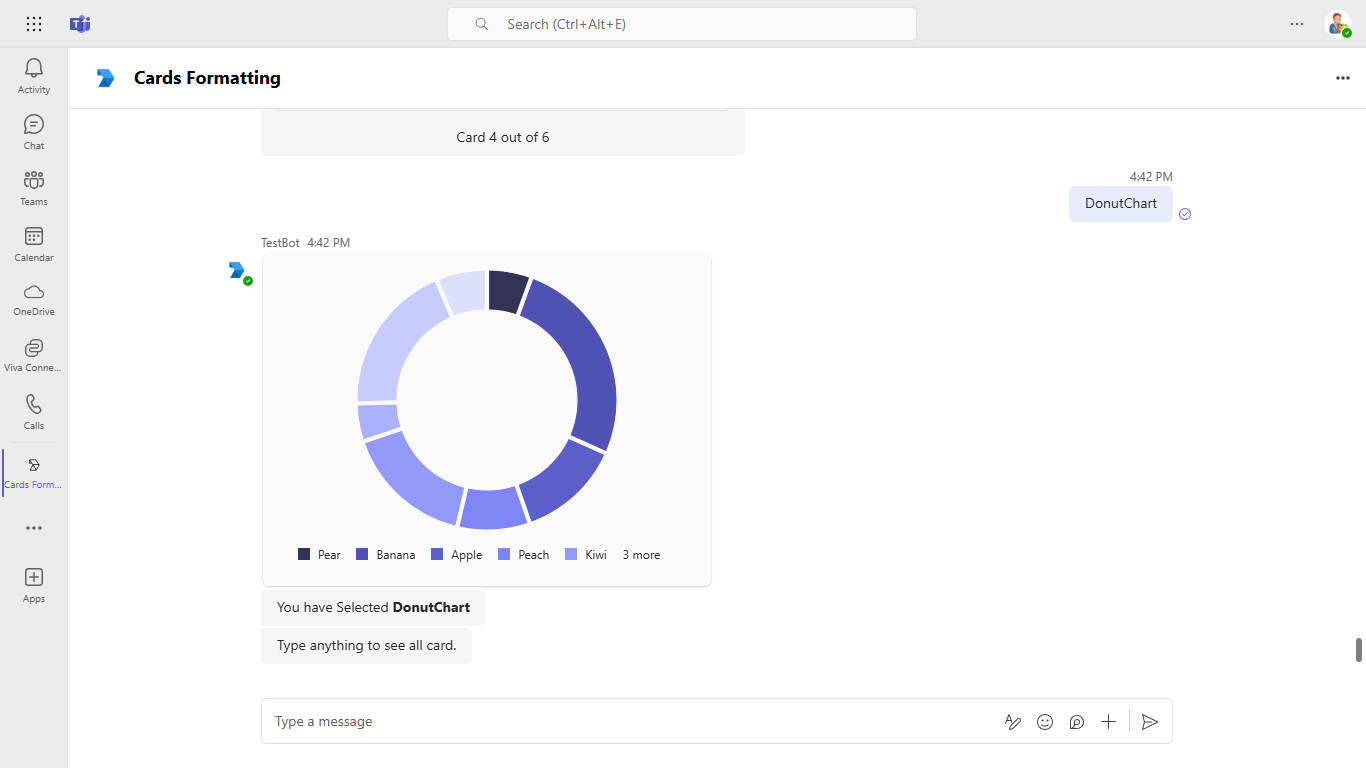 Search (Ctrl+Alt+E)
Activity
Chat
Teams
Calendar
OneDrive
Viva Conne...
Calls
Cards Form...
Apps
Cards Formatting
Card 4 out of 6
4:42 PM
DonutChart
TestBot 4:42 PM
Pear Banana Apple Peach Kiwi 3 more
You have Selected DonutChart
Type anything to see all card.
Type a message